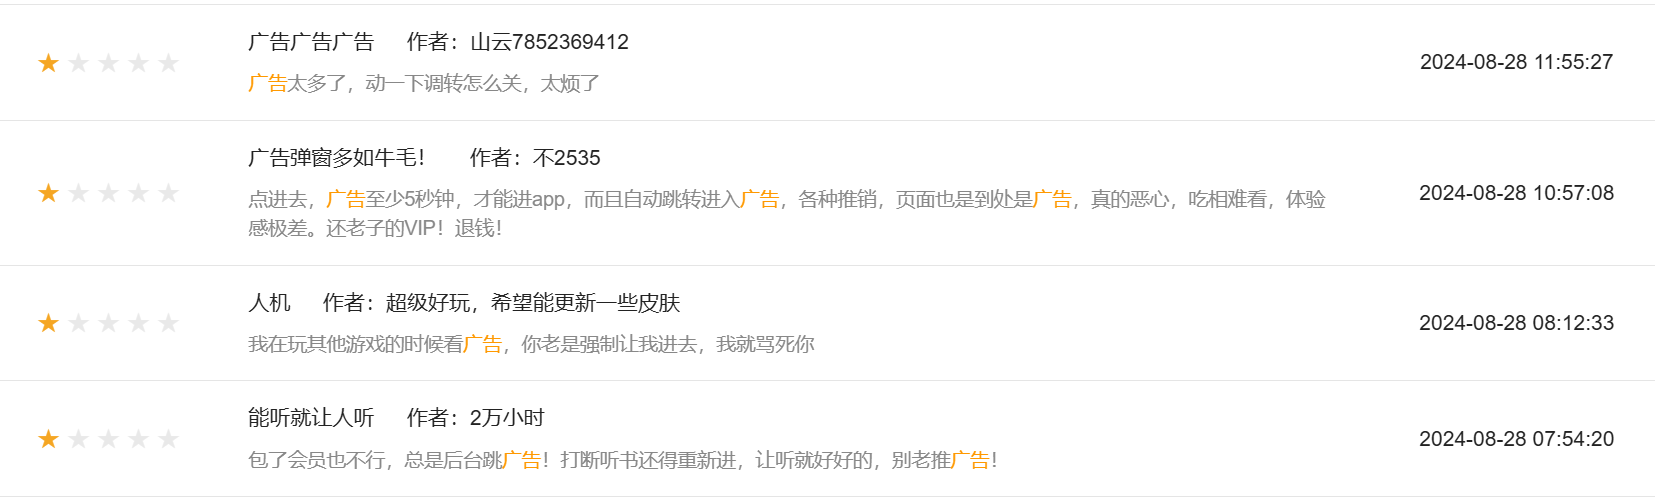 广告广告广告 作者：山云7852369412
广告太多了，动一下调转怎么关，太烦了
2024-08-28 11:55:27
广告弹窗多如牛毛！ 作者：不2535
点进去，广告至少5秒钟，才能进app，而且自动跳转进入广告，各种推销，页面也是到处是广告，真的恶心，吃相难看，体验
感极差。还老子的VIP！退钱！
2024-08-28 10:57:08
人机 作者：超级好玩，希望能更新一些皮肤
我在玩其他游戏的时候看广告，你老是强制让我进去，我就骂死你
2024-08-28 08:12:33
能听就让人听 作者：2万小时
包了会员也不行，总是后台跳广告！打断听书还得重新进，让听就好好的，别老推广告！
2024-08-28 07:54:20